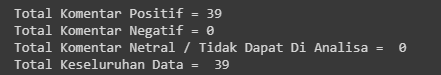 Total Komentar Positif = 39
Total Komentar Negatif = 0
Total Komentar Netral / Tidak Dapat Di Analisa =  0
Total Keseluruhan Data =  39